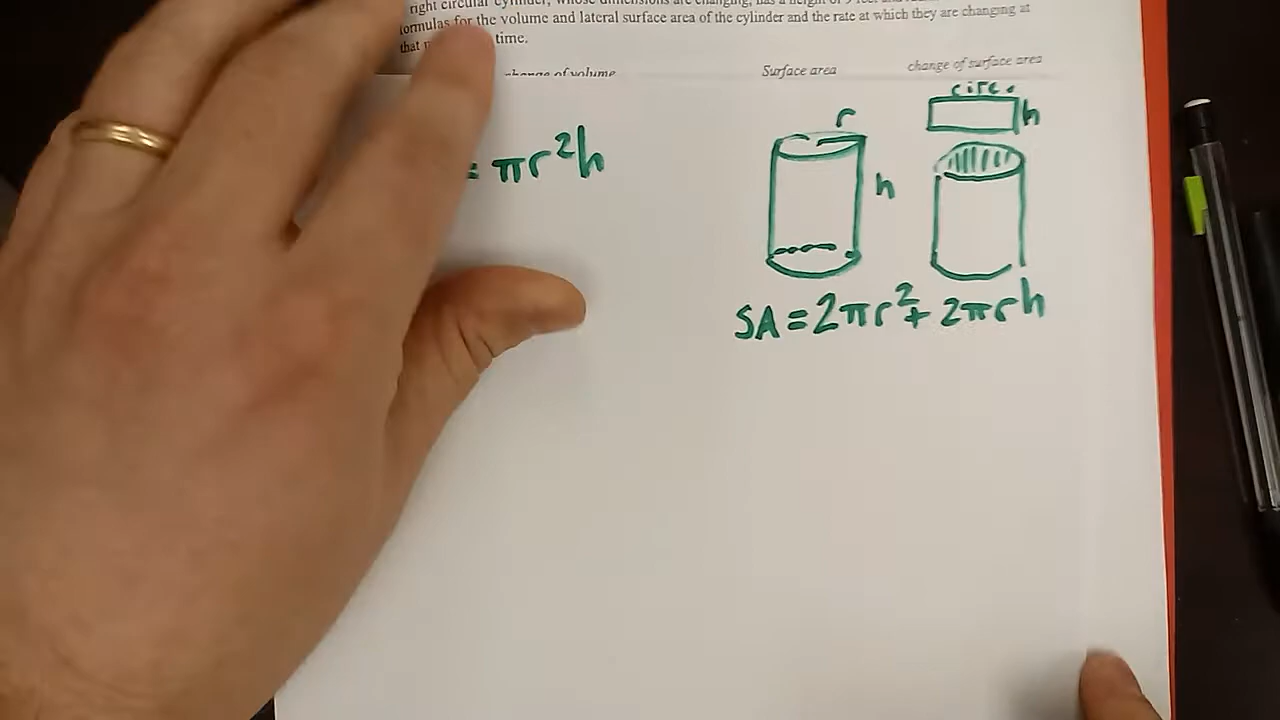 right circular cylinder, whose dimensions are changing, has a height of
formulas for the volume and lateral surface area of the cylinder and the rate at which they are changing at
that time.
change of volume
Surface area
change of surface area
circ.
h
r
h
= πr²h
SA = 2πr² + 2πrh